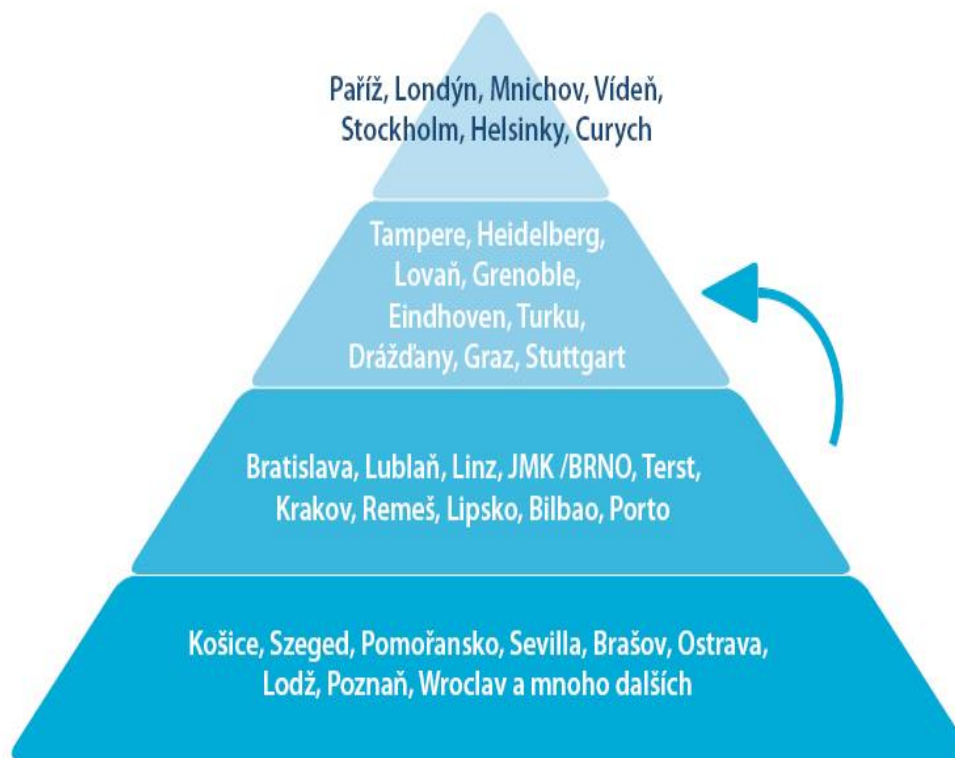 Paříž, Londýn, Mnichov, Vídeň,
Stockholm, Helsinky, Curych
Tampere, Heidelberg,
Lovaň, Grenoble,
Eindhoven, Turku,
Drážďany, Graz, Stuttgart
Bratislava, Lublaň, Linz, JMK /BRNO, Terst,
Krakov, Remeš, Lipsko, Bilbao, Porto
Košice, Szeged, Pomořansko, Sevilla, Brašov, Ostrava,
Lodž, Poznaň, Wroclav a mnoho dalších